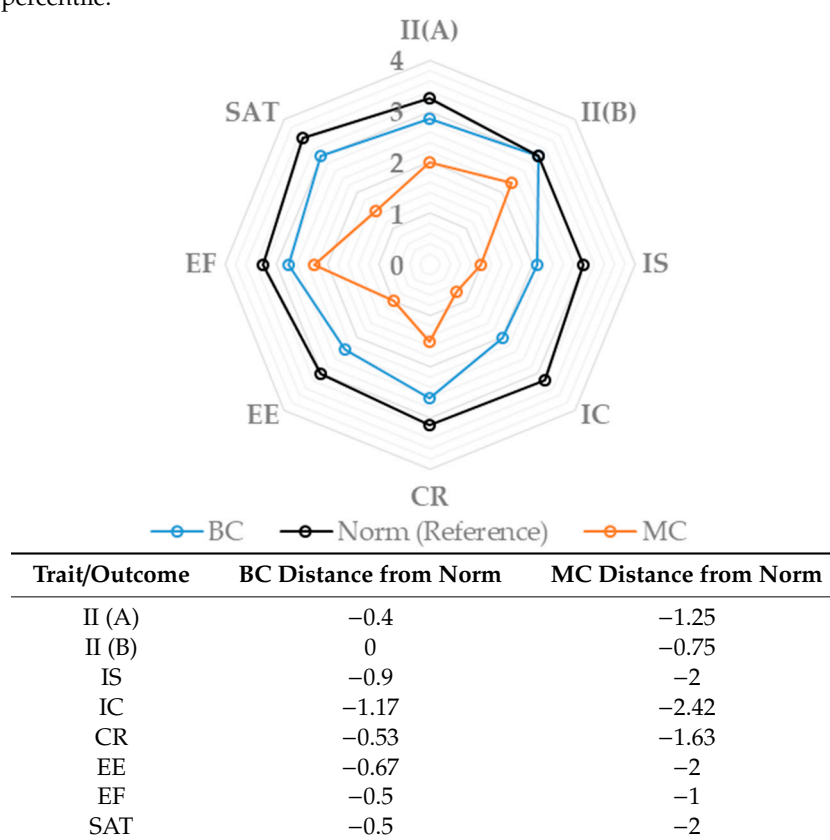 percentile.
II(A)
4
SAT
3
II(B)
2
1
EF
0
IS
EE
IC
CR
BC Norm (Reference) MC
Trait/Outcome BC Distance from Norm MC Distance from Norm
II (A) −0.4 −1.25
II (B) 0 −0.75
IS −0.9 −2
IC −1.17 −2.42
CR −0.53 −1.63
EE −0.67 −2
EF −0.5 −1
SAT −0.5 −2